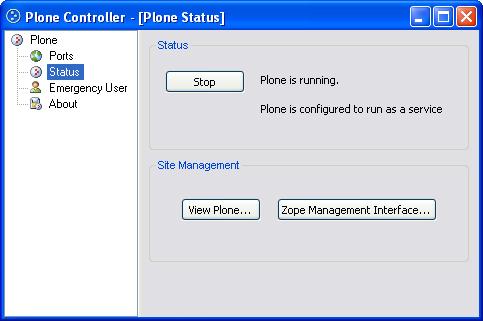 Plone Controller - [Plone Status]
Plone
Ports
Status
Emergency User
About
Status
Stop
Plone is running.
Plone is configured to run as a service
Site Management
View Plone...
Zope Management Interface...